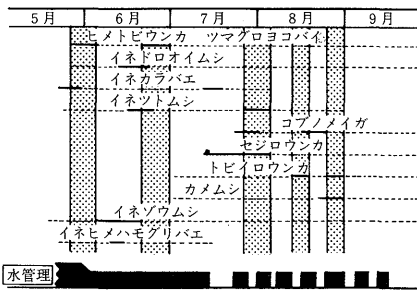 5月 6月 7月 8月 9月
ヒメトビウンカ ツマグロヨコバイ
イネドロオイムシ
イネカラバエ
イネツトムシ
コブノメイガ
セジロウンカ
トビイロウンカ
カメムシ
イネゾウムシ
イネヒメハモグリバエ
水管理